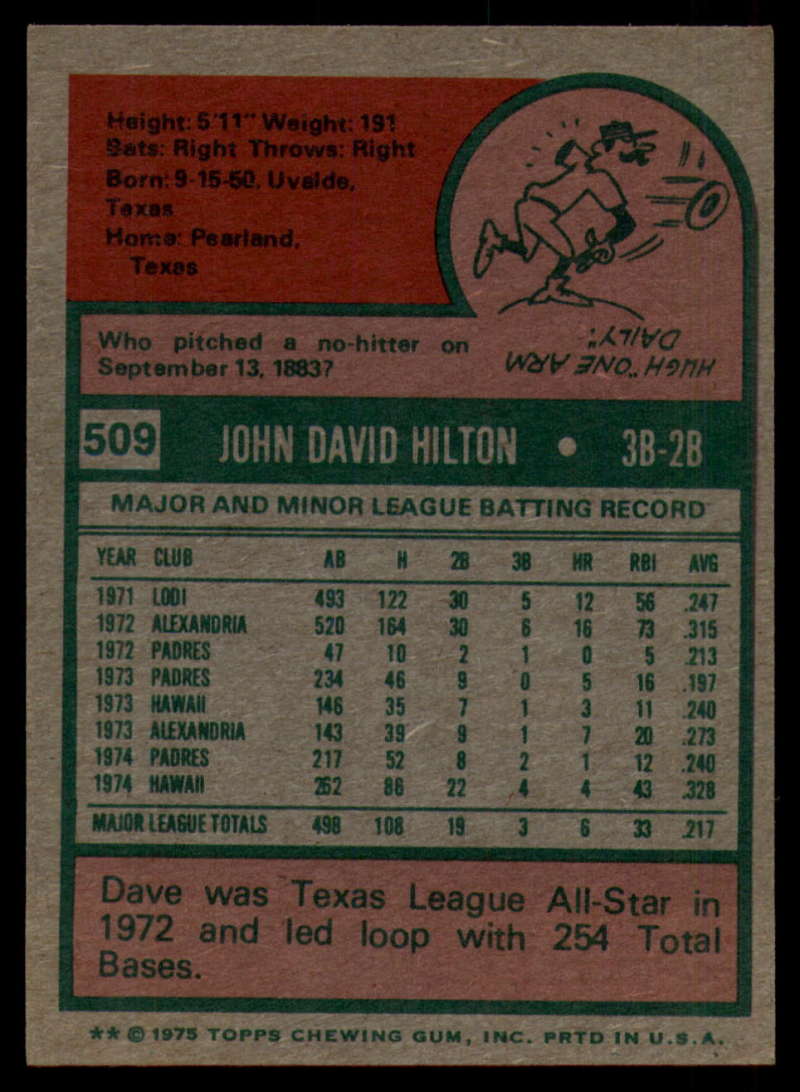 Height: 5'11" Weight: 191
Bats: Right Throws: Right
Born: 9-15-50, Uvalde,
Texas
Home: Pearland,
Texas
Who pitched a no-hitter on
September 13, 1883?
HUGH "ONE ARM
DAILY".
509 JOHN DAVID HILTON • 3B-2B
MAJOR AND MINOR LEAGUE BATTING RECORD
YEAR CLUB AB H 2B 3B HR RBI AVG
1971 LODI 493 122 30 5 12 56 .247
1972 ALEXANDRIA 520 164 30 6 16 73 .315
1972 PADRES 47 10 2 1 0 5 .213
1973 PADRES 234 46 9 0 5 16 .197
1973 HAWAII 146 35 7 1 3 11 .240
1973 ALEXANDRIA 143 39 9 1 7 20 .273
1974 PADRES 217 52 8 2 1 12 .240
1974 HAWAII 262 86 22 4 4 43 .328
MAJOR LEAGUE TOTALS 498 108 19 3 6 33 .217
Dave was Texas League All-Star in
1972 and led loop with 254 Total
Bases.
** © 1975 TOPPS CHEWING GUM, INC. PRTD IN U.S.A.